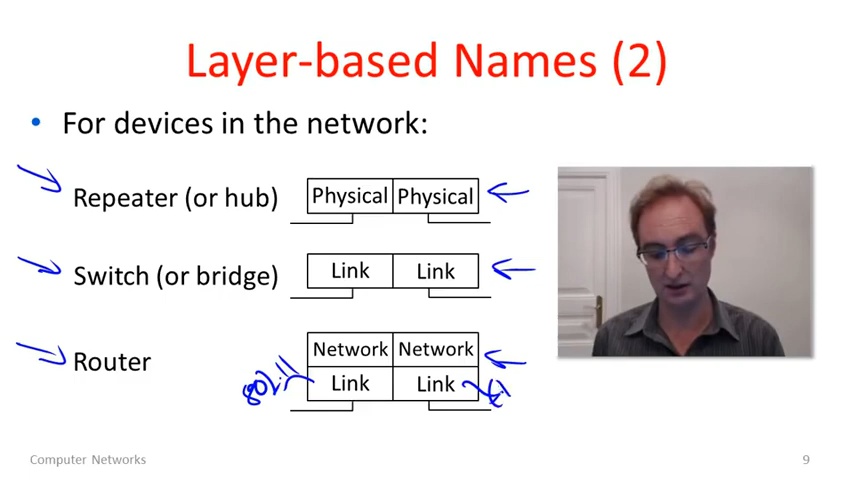 Layer-based Names (2)
• For devices in the network:
Repeater (or hub)
Physical Physical
Switch (or bridge)
Link Link
Router
Network Network
Link Link
Computer Networks
9